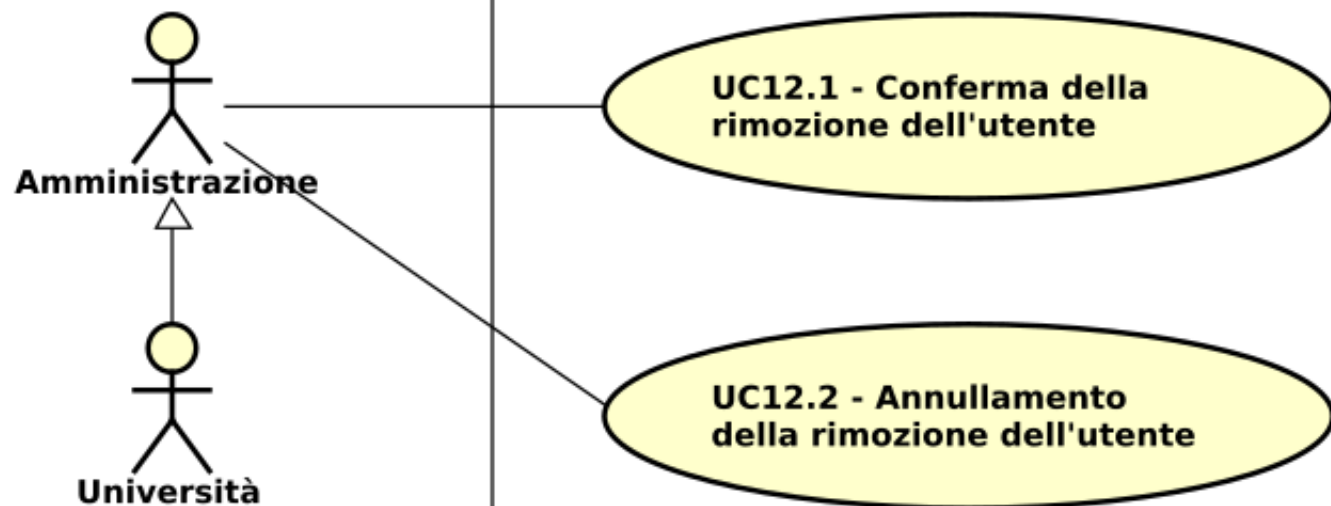 UC12.1 - Conferma della
rimozione dell'utente
Amministrazione
UC12.2 - Annullamento
della rimozione dell'utente
Università